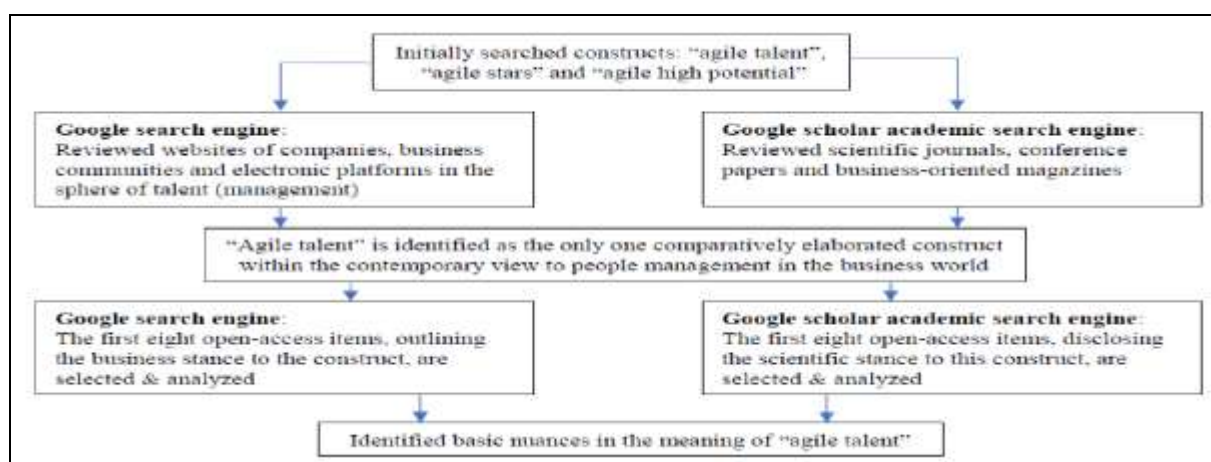 Initially searched constructs: “agile talent”,
“agile stars” and “agile high potential”
Google search engine:
Reviewed websites of companies, business
communities and electronic platforms in the
sphere of talent (management)
Google scholar academic search engine:
Reviewed scientific journals, conference
papers and business-oriented magazines
“Agile talent” is identified as the only one comparatively elaborated construct
within the contemporary view to people management in the business world
Google search engine:
The first eight open-access items, outlining
the business stance to the construct, are
selected & analyzed
Google scholar academic search engine:
The first eight open-access items, disclosing
the scientific stance to this construct, are
selected & analyzed
Identified basic nuances in the meaning of “agile talent”